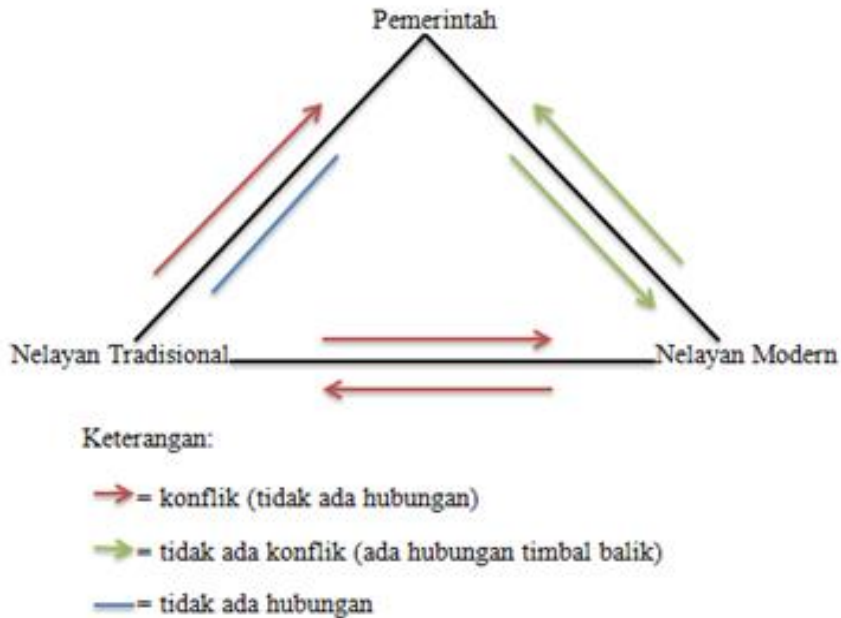 Pemerintah
Nelayan Tradisional
Nelayan Modern
Keterangan:
= konflik (tidak ada hubungan)
= tidak ada konflik (ada hubungan timbal balik)
= tidak ada hubungan